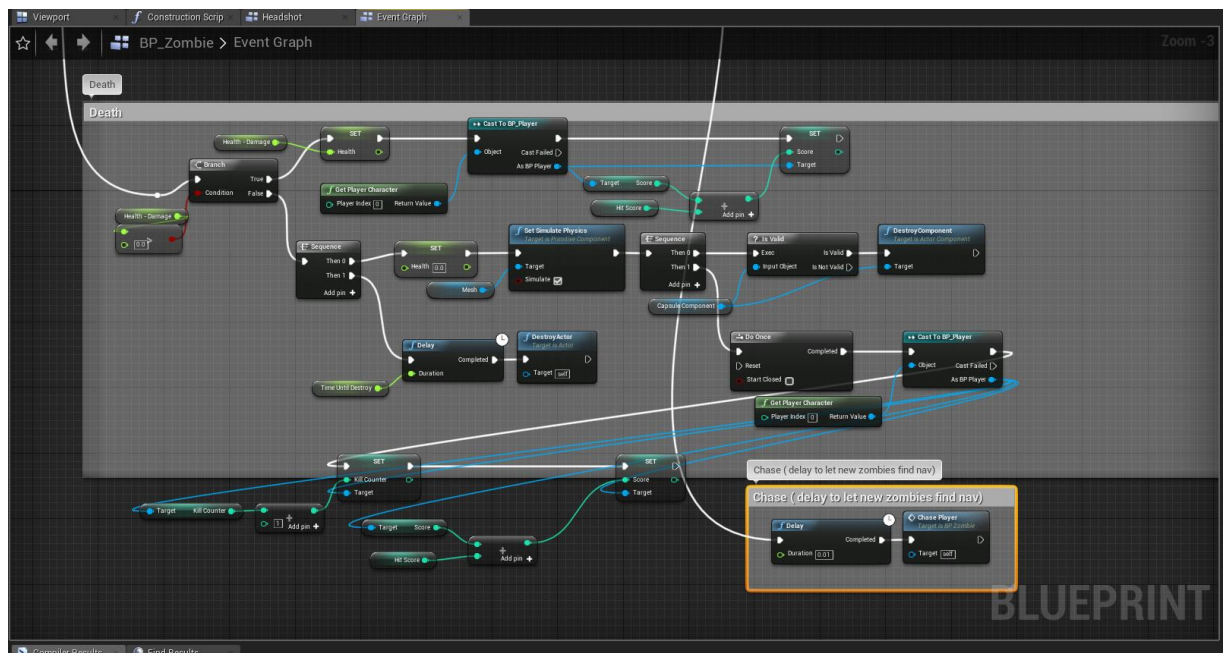 Viewport
Construction Scrip
Headshot
Event Graph
BP_Zombie > Event Graph
Zoom -3
Death
Death
Health - Damage
SET
Health
Cast To BP_Player
Object
Cast Failed
As BP Player
SET
Score
Target
Branch
True
Condition
False
Get Player Character
Player Index 0
Return Value
Target Score
Hit Score
+
Add pin +
Health - Damage
0.0
>
Sequence
Then 0
Then 1
Add pin +
SET
Health 0.0
Set Simulate Physics
Target is Primitive Component
Target
Simulate
Mesh
Sequence
Then 0
Then 1
Add pin +
? Is Valid
Exec
Is Valid
Input Object
Is Not Valid
DestroyComponent
Target is Actor Component
Target
Capsule Component
Delay
Completed
Duration
DestroyActor
Target is Actor
Target self
Time Until Destroy
Do Once
Completed
Reset
Start Closed
Cast To BP_Player
Object
Cast Failed
As BP Player
Get Player Character
Player Index 0
Return Value
SET
Kill Counter
Target
SET
Score
Target
Target Kill Counter
+
1
Add pin +
Target Score
Hit Score
+
Add pin +
Chase ( delay to let new zombies find nav)
Chase ( delay to let new zombies find nav)
Delay
Completed
Duration 0.01
Chase Player
Target is BP Zombie
Target self
BLUEPRINT
Compiler Results
Find Results